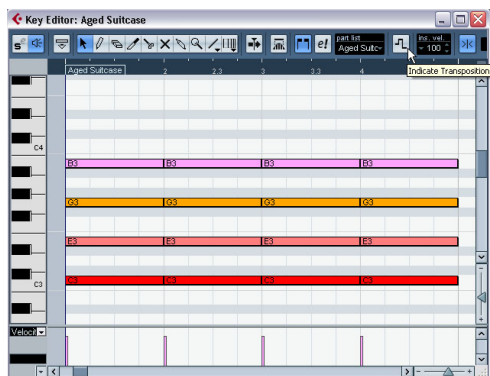 Key Editor: Aged Suitcase
part list
Aged Suitc
ins. vel.
100
Indicate Transposition
Aged Suitcase
2
2.3
3
3.3
4
C4
B3 B3 B3 B3
G3 G3 G3 G3
E3 E3 E3 E3
C3 C3 C3 C3
C3
Velocit